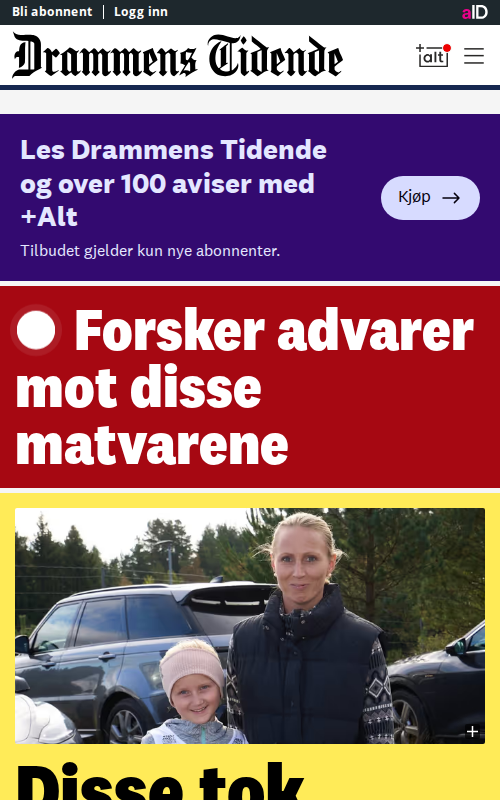 Bli abonnent
Logg inn
aID
Drammens Tidende
+alt
Les Drammens Tidende
og over 100 aviser med
+Alt
Tilbudet gjelder kun nye abonnenter.
Kjøp
Forsker advarer
mot disse
matvarene
Disse tok